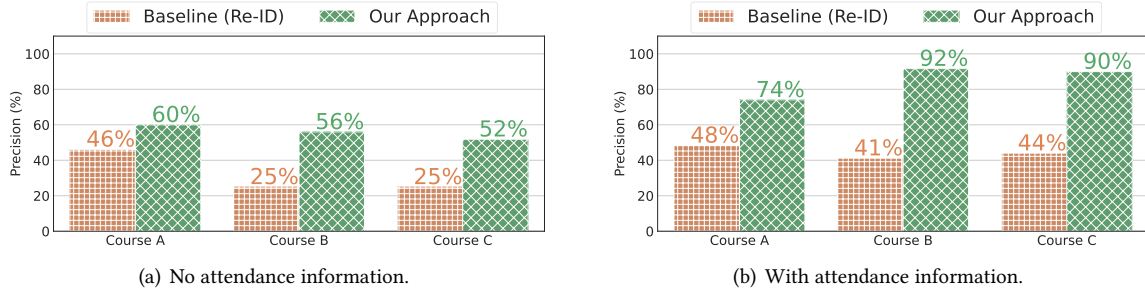 Baseline (Re-ID) Our Approach
Precision (%)
100
80
60
40
20
0
46% 60% 25% 56% 25% 52%
Course A Course B Course C
(a) No attendance information.
Baseline (Re-ID) Our Approach
Precision (%)
100
80
60
40
20
0
48% 74% 41% 92% 44% 90%
Course A Course B Course C
(b) With attendance information.